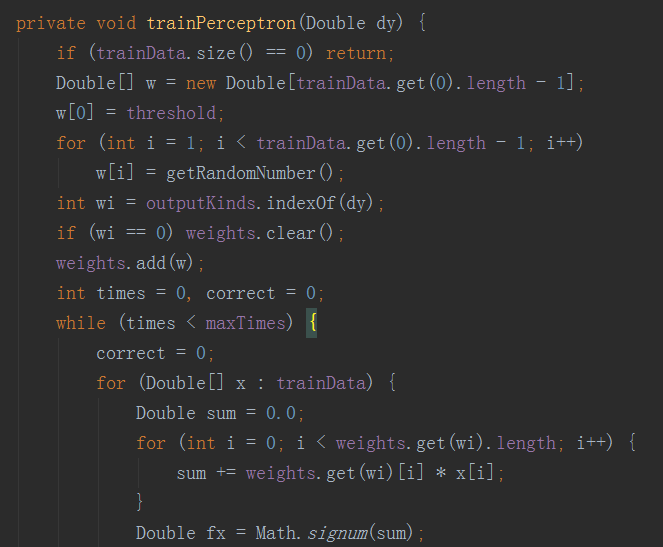 private void trainPerceptron(Double dy) {
    if (trainData.size() == 0) return;
    Double[] w = new Double[trainData.get(0).length - 1];
    w[0] = threshold;
    for (int i = 1; i < trainData.get(0).length - 1; i++)
        w[i] = getRandomNumber();
    int wi = outputKinds.indexOf(dy);
    if (wi == 0) weights.clear();
    weights.add(w);
    int times = 0, correct = 0;
    while (times < maxTimes) {
        correct = 0;
        for (Double[] x : trainData) {
            Double sum = 0.0;
            for (int i = 0; i < weights.get(wi).length; i++) {
                sum += weights.get(wi)[i] * x[i];
            }
            Double fx = Math.signum(sum);